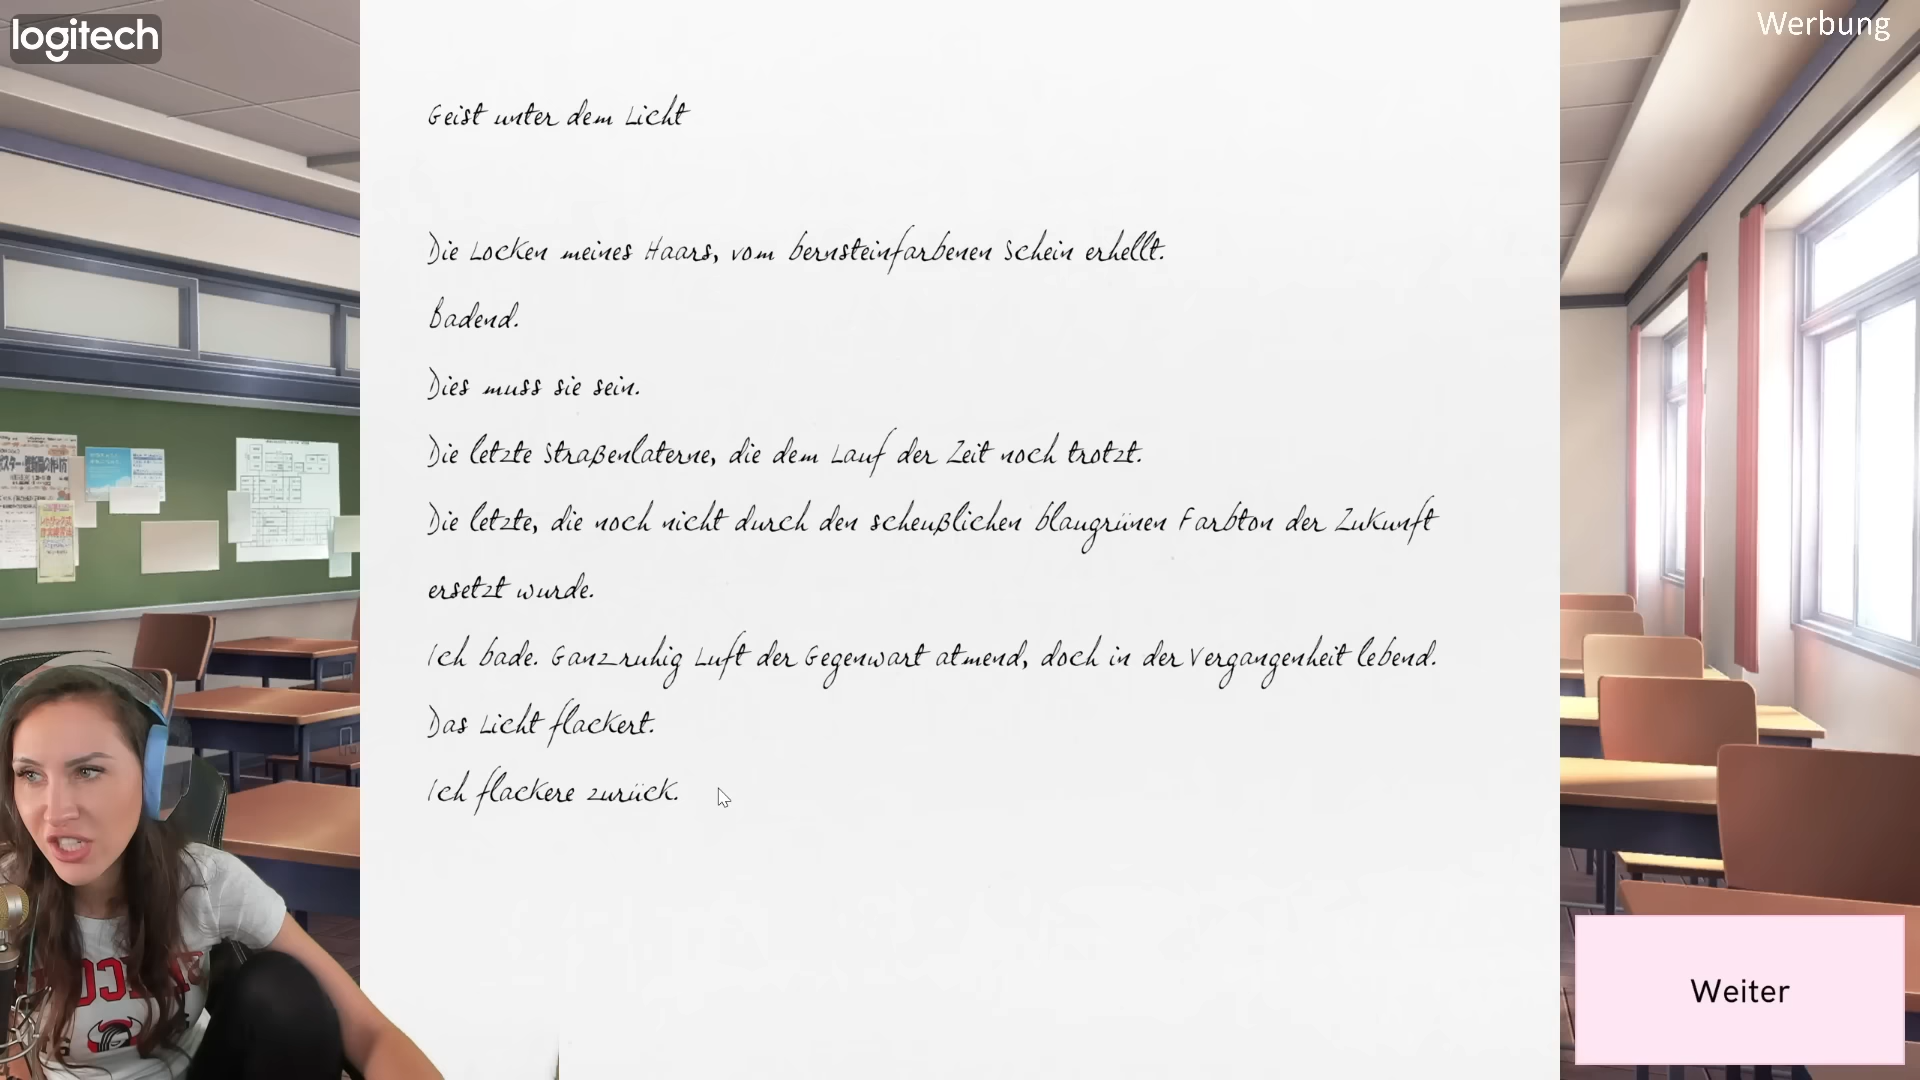 logitech
Werbung
Geist unter dem Licht
Die Locken meines Haars, vom bernsteinfarbenen Schein erhellt.
Badend.
Dies muss sie sein.
Die letzte Straßenlaterne, die dem Lauf der Zeit noch trotzt.
Die letzte, die noch nicht durch den scheußlichen blaugrünen Farbton der Zukunft
ersetzt wurde.
Ich bade. Ganz ruhig Luft der Gegenwart atmend, doch in der Vergangenheit lebend.
Das Licht flackert.
Ich flackere zurück.
Weiter